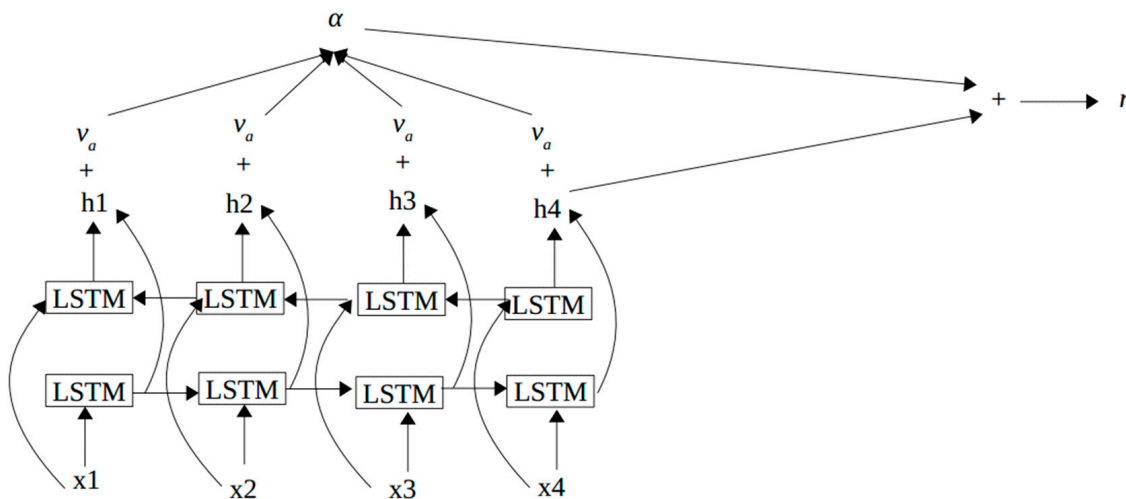 α
+
v_a v_a v_a v_a
+ + + +
h1 h2 h3 h4
LSTM LSTM LSTM LSTM
LSTM LSTM LSTM LSTM
x1 x2 x3 x4